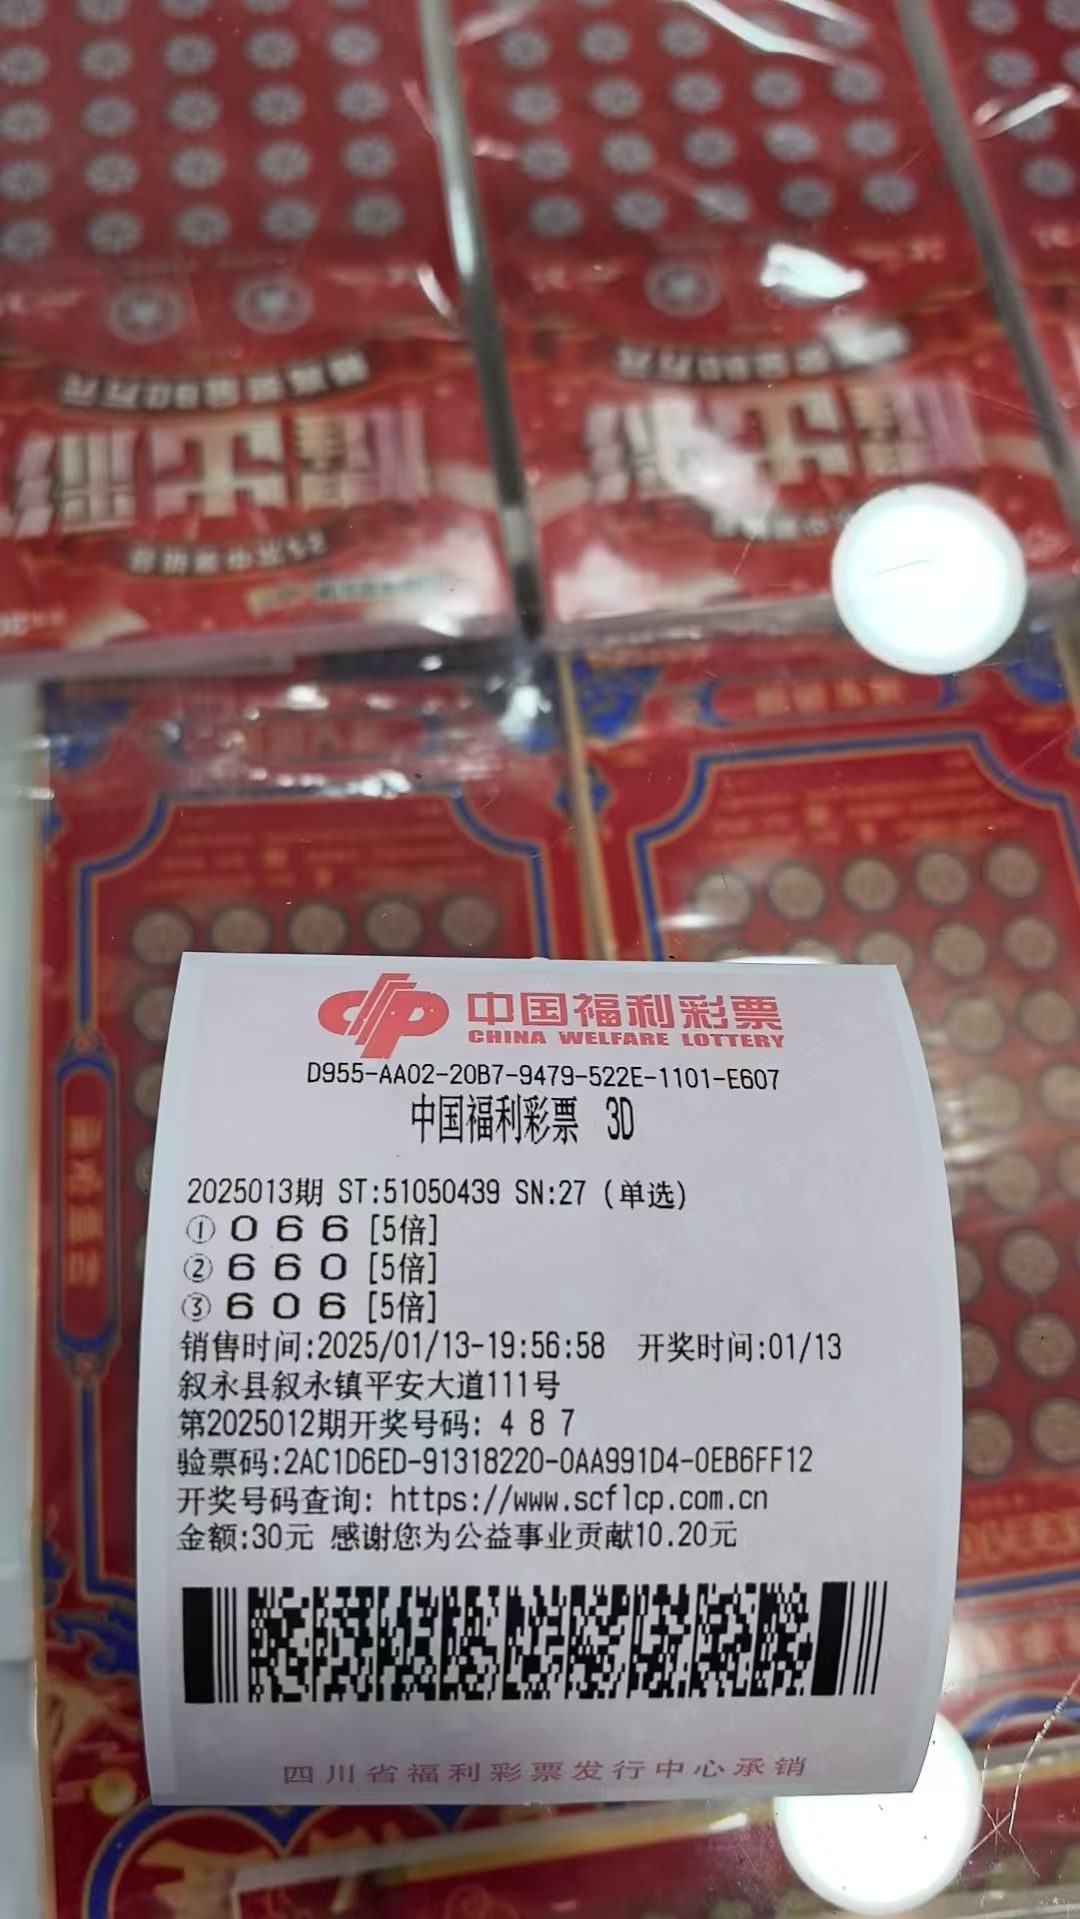 中国福利彩票
CHINA WELFARE LOTTERY
D955-AA02-20B7-9479-522E-1101-E607
中国福利彩票 3D
2025013期 ST:51050439 SN:27 (单选)
① 0 6 6 [5倍]
② 6 6 0 [5倍]
③ 6 0 6 [5倍]
销售时间:2025/01/13-19:56:58 开奖时间:01/13
叙永县叙永镇平安大道111号
第2025012期开奖号码: 4 8 7
验票码:2AC1D6ED-91318220-0AA991D4-0EB6FF12
开奖号码查询: https://www.scflcp.com.cn
金额:30元 感谢您为公益事业贡献10.20元
四川省福利彩票发行中心承销